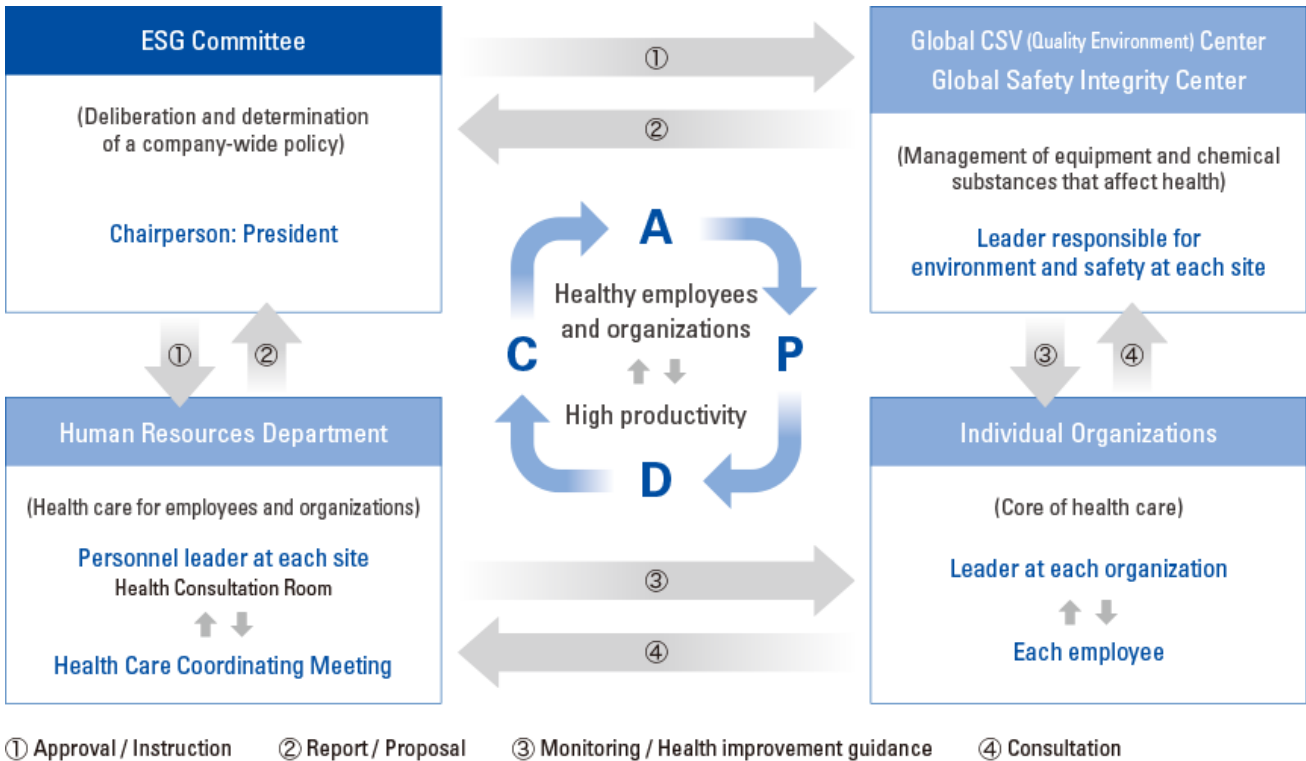 ESG Committee
(Deliberation and determination
of a company-wide policy)
Chairperson: President
①
②
Global CSV (Quality Environment) Center
Global Safety Integrity Center
(Management of equipment and chemical
substances that affect health)
Leader responsible for
environment and safety at each site
A
Healthy employees
and organizations
C
P
High productivity
D
①
②
③
④
Human Resources Department
(Health care for employees and organizations)
Personnel leader at each site
Health Consultation Room
Health Care Coordinating Meeting
③
④
Individual Organizations
(Core of health care)
Leader at each organization
Each employee
① Approval / Instruction
② Report / Proposal
③ Monitoring / Health improvement guidance
④ Consultation